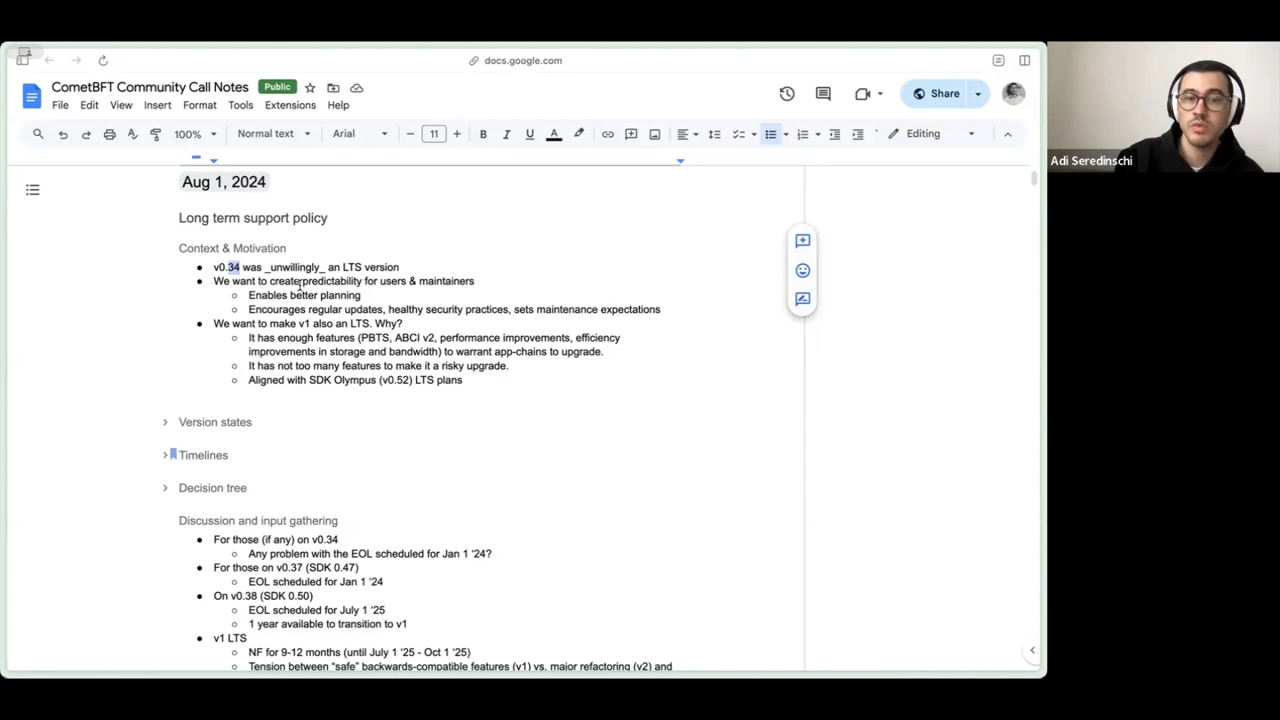 docs.google.com
CometBFT Community Call Notes
Public
File Edit View Insert Format Tools Extensions Help
Share
100% Normal text Arial 11 Editing
Adi Seredinschi
Aug 1, 2024
Long term support policy
Context & Motivation
v0.34 was _unwillingly_ an LTS version
We want to create predictability for users & maintainers
Enables better planning
Encourages regular updates, healthy security practices, sets maintenance expectations
We want to make v1 also an LTS. Why?
It has enough features (PBTS, ABCI v2, performance improvements, efficiency
improvements in storage and bandwidth) to warrant app-chains to upgrade.
It has not too many features to make it a risky upgrade.
Aligned with SDK Olympus (v0.52) LTS plans
Version states
Timelines
Decision tree
Discussion and input gathering
For those (if any) on v0.34
Any problem with the EOL scheduled for Jan 1 '24?
For those on v0.37 (SDK 0.47)
EOL scheduled for Jan 1 '24
On v0.38 (SDK 0.50)
EOL scheduled for July 1 '25
1 year available to transition to v1
v1 LTS
NF for 9-12 months (until July 1 '25 - Oct 1 '25)
Tension between “safe” backwards-compatible features (v1) vs. major refactoring (v2) and